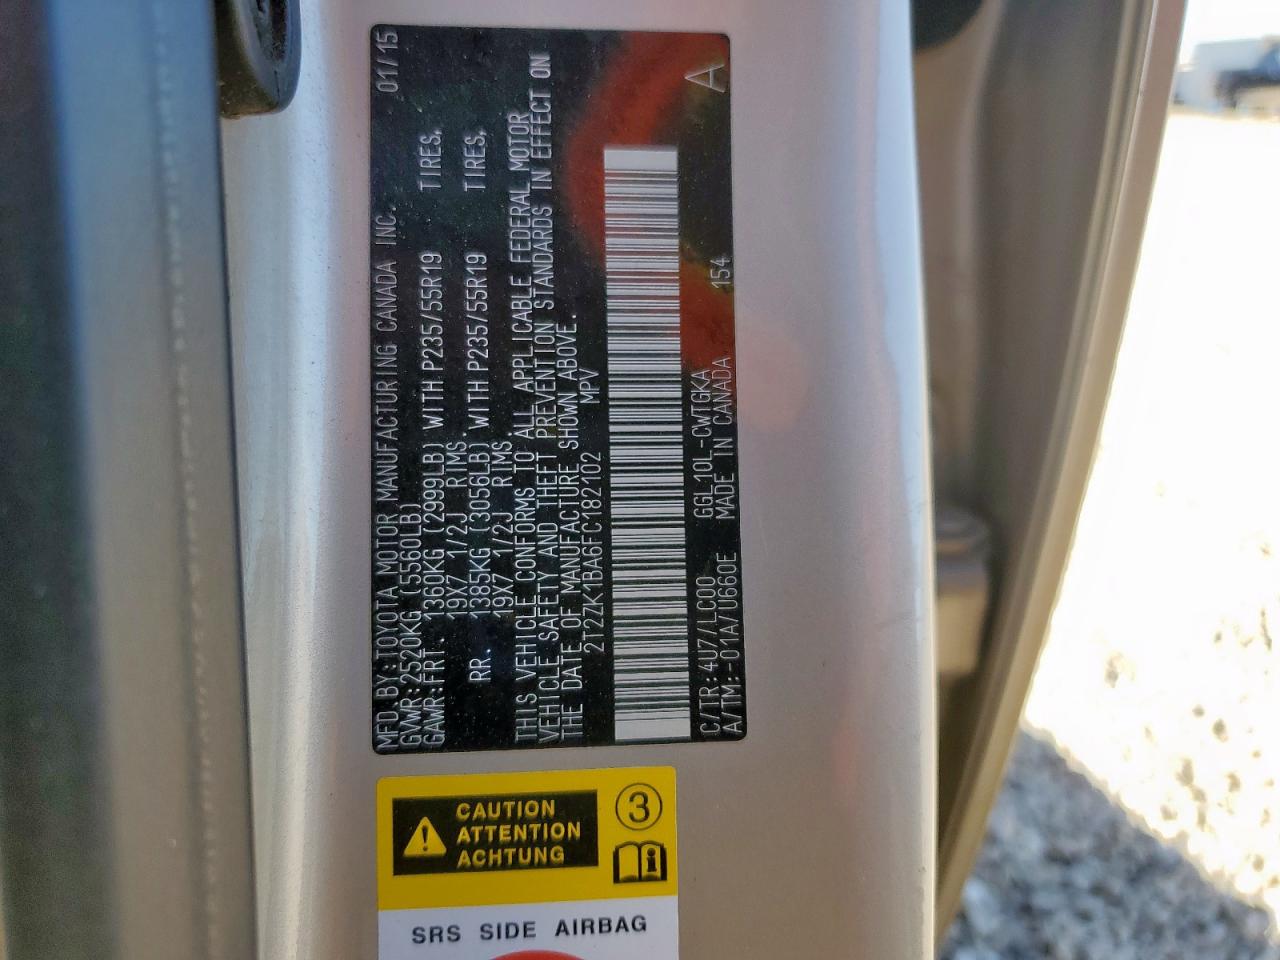 MFD. BY: TOYOTA MOTOR MANUFACTURING CANADA INC. 01/15
GVWR: 2520KG (5560LB)
GAWR: FRT. 1360KG (2999LB) WITH P235/55R19 TIRES,
19X7 1/2J RIMS.
RR. 1385KG (3056LB) WITH P235/55R19 TIRES,
19X7 1/2J RIMS
THIS VEHICLE CONFORMS TO ALL APPLICABLE FEDERAL MOTOR
VEHICLE SAFETY AND THEFT PREVENTION STANDARDS IN EFFECT ON
THE DATE OF MANUFACTURE SHOWN ABOVE.
2T2ZK1BA6FC182102 MPV
C/TR: 4U7/LC00 GGL10L-CWTGKA
A/TM: -01A/U660E MADE IN CANADA 154
A
CAUTION
ATTENTION
ACHTUNG
3
SRS SIDE AIRBAG